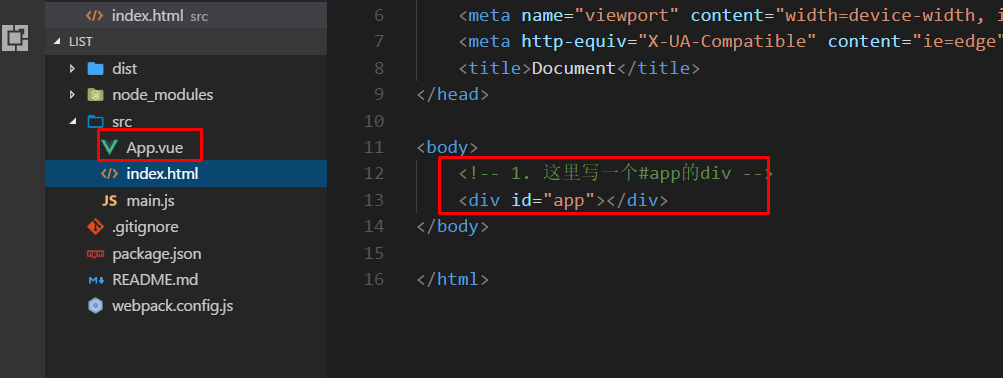 index.html src
LIST
dist
node_modules
src
App.vue
index.html
JS main.js
.gitignore
package.json
README.md
webpack.config.js
6 <meta name="viewport" content="width=device-width, i
7 <meta http-equiv="X-UA-Compatible" content="ie=edge"
8 <title>Document</title>
9 </head>
10
11 <body>
12 <!-- 1. 这里写一个#app的div -->
13 <div id="app"></div>
14 </body>
15
16 </html>